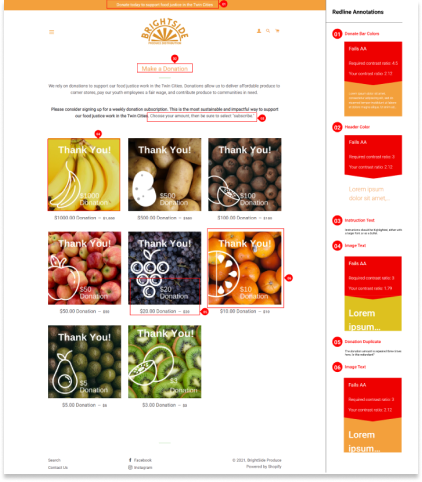 Donate today to support food justice in the Twin Cities.
01
BRIGHTSIDE
02
Make a Donation
We rely on donations to support our food justice work in the Twin Cities. Donations allow us to deliver affordable produce to
corner stores, pay our youth employees a fair wage, and contribute produce to communities in need.
Please consider signing up for a weekly donation subscription. This is the most sustainable and impactful way to
support our food justice work in the Twin Cities. Choose your amount, then be sure to select 'subscribe.'
03
04
Thank You!
$1000
Donation
Thank You!
$500
Donation
Thank You!
$100
Donation
$1000.00 Donation - $1 000
$500.00 Donation - $500
$100.00 Donation - $100
Thank You!
$50
Donation
Thank You!
$20
Donation
Thank You!
$10
Donation
$50.00 Donation - $50
$20.00 Donation - $20
$10.00 Donation - $10
Thank You!
$5
Donation
Thank You!
$3
Donation
$5.00 Donation - $5
$3.00 Donation - $3
Search
Contact Us
Facebook
Instagram
© 2023, Brightside Produce
Powered by Shopify
Redline Annotations
01 Donate Bar Colors
Fails AA
Required contrast ratio: 4.5
Your contrast ratio: 2.12
02 Header Color
Fails AA
Required contrast ratio: 3
Your contrast ratio: 2.12
Lorem ipsum
dolor sit amet,..
03 Instruction Text
04 Image Text
Fails AA
Required contrast ratio: 3
Your contrast ratio: 1.79
Lorem
ipsum...
05 Donation Duplicate
06 Image Text
Fails AA
Required contrast ratio: 3
Your contrast ratio: 2.12
Lorem
ipsum...